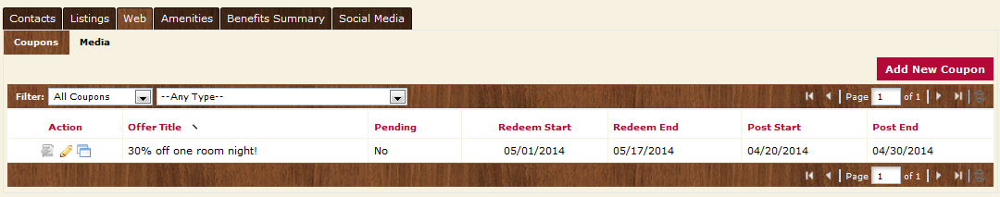 Contacts Listings Web Amenities Benefits Summary Social Media
Coupons Media
Add New Coupon
Filter: All Coupons --Any Type-- Page 1 of 1
Action Offer Title Pending Redeem Start Redeem End Post Start Post End
30% off one room night! No 05/01/2014 05/17/2014 04/20/2014 04/30/2014
Page 1 of 1